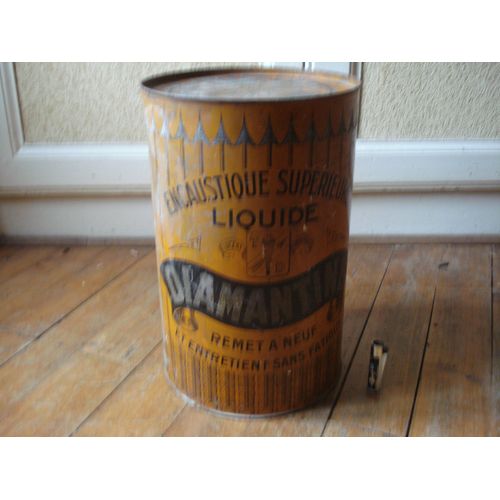 ENCAUSTIQUE SUPERIEURE
LIQUIDE
DIAMANTINE
REMET A NEUF
ET ENTRETIENT SANS FATIGUE